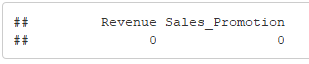 ##         Revenue Sales_Promotion
##               0               0